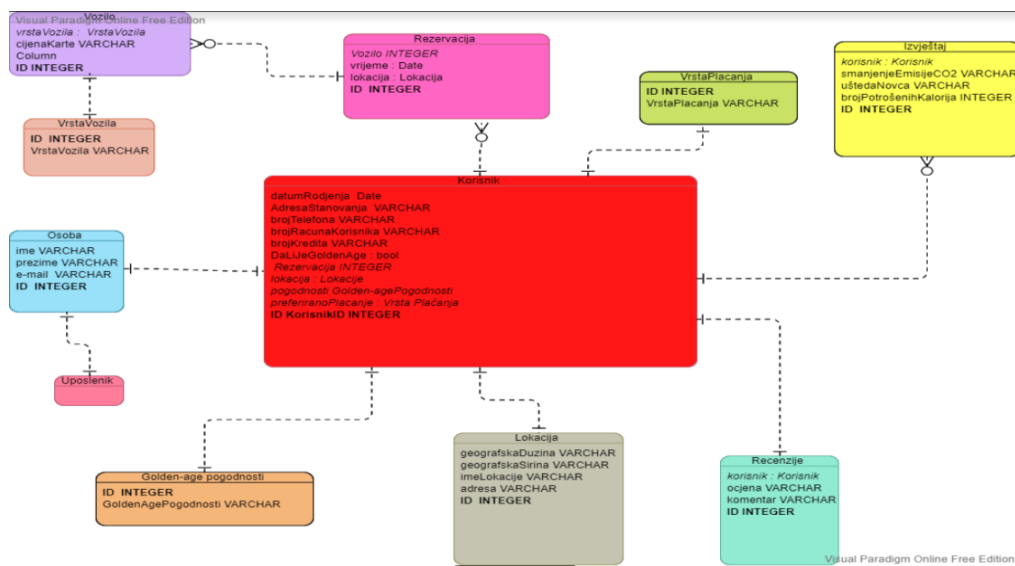 Vozilo
Visual Paradigm Online Free Edition
vrstaVozila : VrstaVozila
cijenaKarte VARCHAR
Column
ID INTEGER
Rezervacija
Vozilo INTEGER
vrijeme : Date
lokacija : Lokacija
ID INTEGER
VrstaPlacanja
ID INTEGER
VrstaPlacanja VARCHAR
Izvještaj
korisnik : Korisnik
smanjenjeEmisijeCO2 VARCHAR
uštedaNovca VARCHAR
brojPotrošenihKalorija INTEGER
ID INTEGER
VrstaVozila
ID INTEGER
VrstaVozila VARCHAR
Korisnik
datumRodjenja Date
AdresaStanovanja VARCHAR
brojTelefona VARCHAR
brojRacunaKorisnika VARCHAR
brojKredita VARCHAR
DaLiJeGoldenAge : bool
Rezervacija INTEGER
lokacija : Lokacije
pogodnosti Golden-agePogodnosti
preferiranoPlacanje : Vrsta Plaćanja
ID KorisnikID INTEGER
Osoba
ime VARCHAR
prezime VARCHAR
e-mail VARCHAR
ID INTEGER
Uposlenik
Golden-age pogodnosti
ID INTEGER
GoldenAgePogodnosti VARCHAR
Lokacija
geografskaDuzina VARCHAR
geografskaSirina VARCHAR
imeLokacije VARCHAR
adresa VARCHAR
ID INTEGER
Recenzije
korisnik : Korisnik
ocjena VARCHAR
komentar VARCHAR
ID INTEGER
Visual Paradigm Online Free Edition